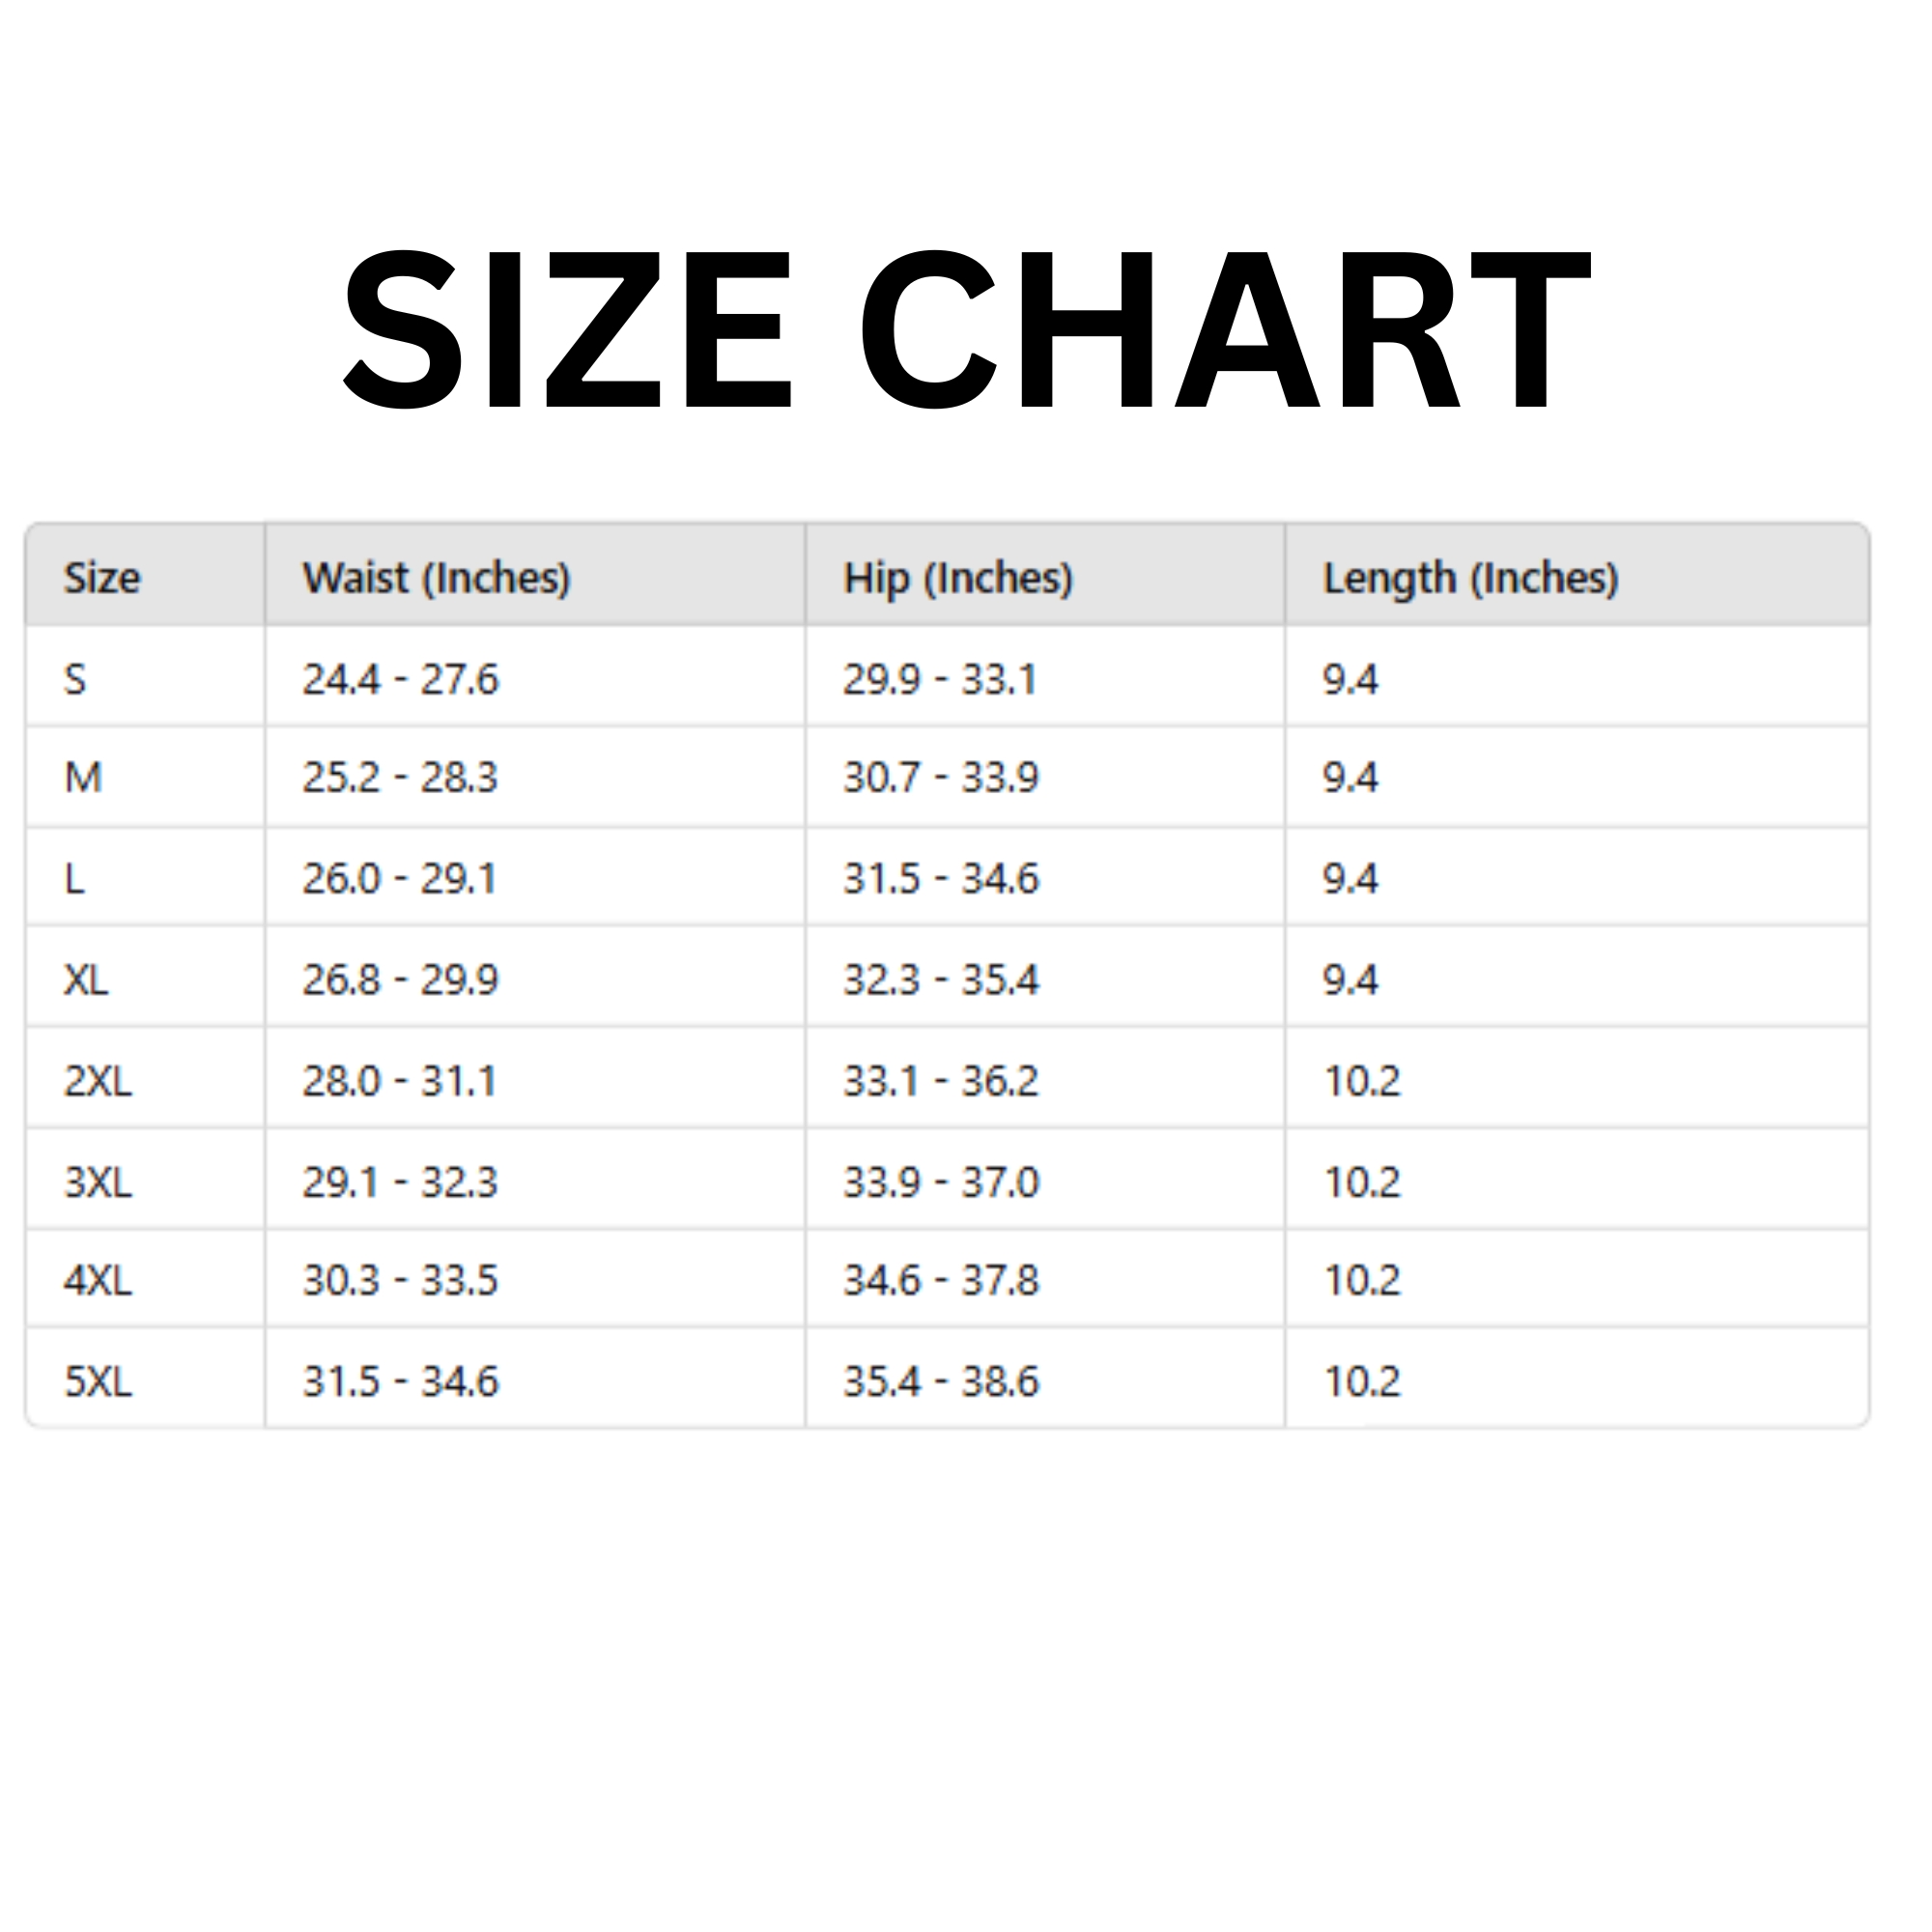 SIZE CHART
Size Waist (Inches) Hip (Inches) Length (Inches)
S 24.4 - 27.6 29.9 - 33.1 9.4
M 25.2 - 28.3 30.7 - 33.9 9.4
L 26.0 - 29.1 31.5 - 34.6 9.4
XL 26.8 - 29.9 32.3 - 35.4 9.4
2XL 28.0 - 31.1 33.1 - 36.2 10.2
3XL 29.1 - 32.3 33.9 - 37.0 10.2
4XL 30.3 - 33.5 34.6 - 37.8 10.2
5XL 31.5 - 34.6 35.4 - 38.6 10.2